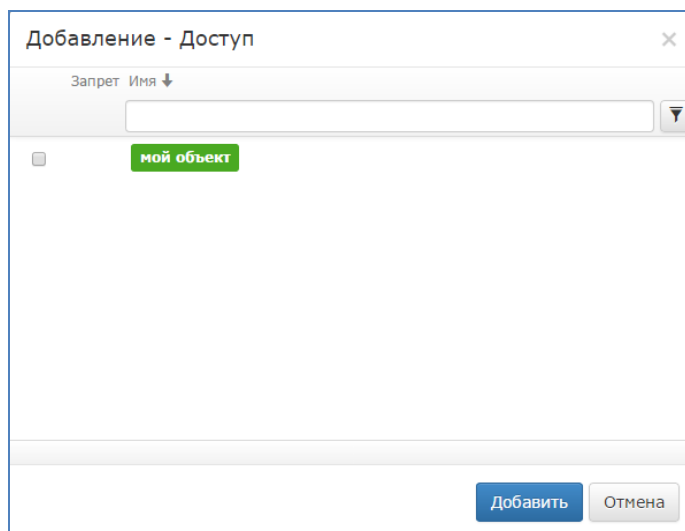 Добавление - Доступ
Запрет Имя
мой объект
Добавить Отмена